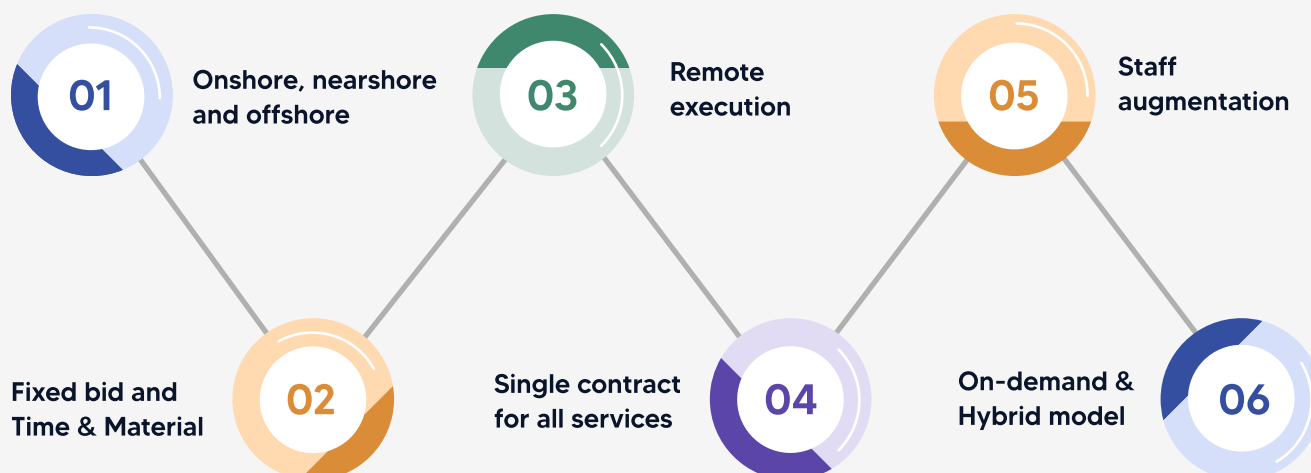 01
Onshore, nearshore
and offshore
02
Fixed bid and
Time & Material
03
Remote
execution
04
Single contract
for all services
05
Staff
augmentation
06
On-demand &
Hybrid model